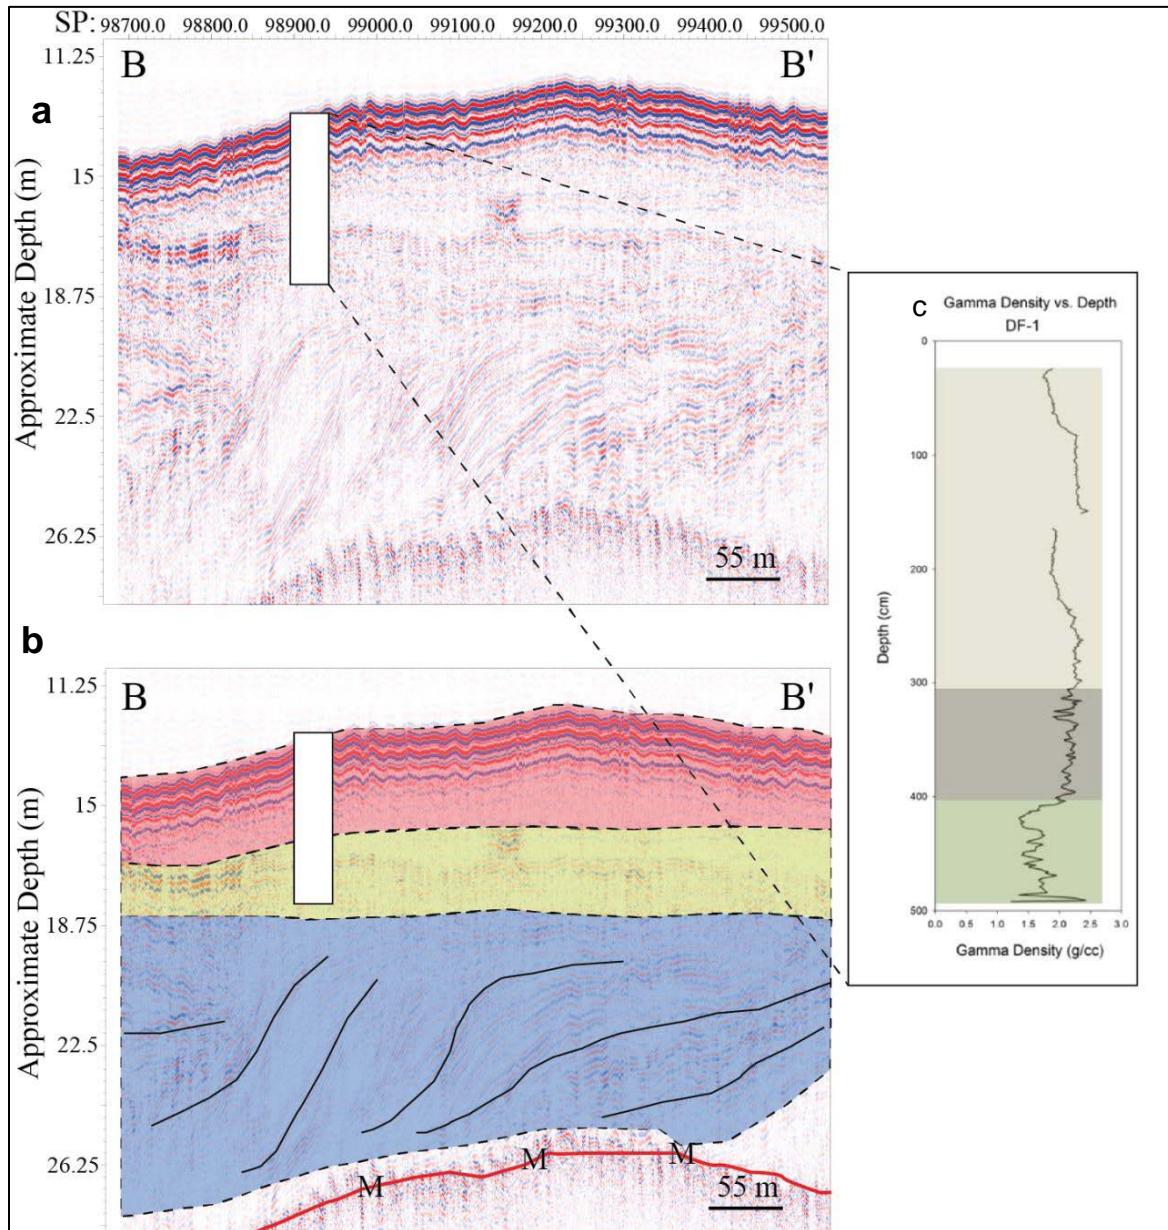 SP: 98700.0 98800.0 98900.0 99000.0 99100.0 99200.0 99300.0 99400.0 99500.0
a
B B'
11.25
15
18.75
22.5
26.25
Approximate Depth (m)
55 m
b
B B'
11.25
15
18.75
22.5
26.25
Approximate Depth (m)
M M M
55 m
c Gamma Density vs. Depth
DF-1
0
100
200
300
400
500
Depth (cm)
0.0 0.5 1.0 1.5 2.0 2.5 3.0
Gamma Density (g/cc)